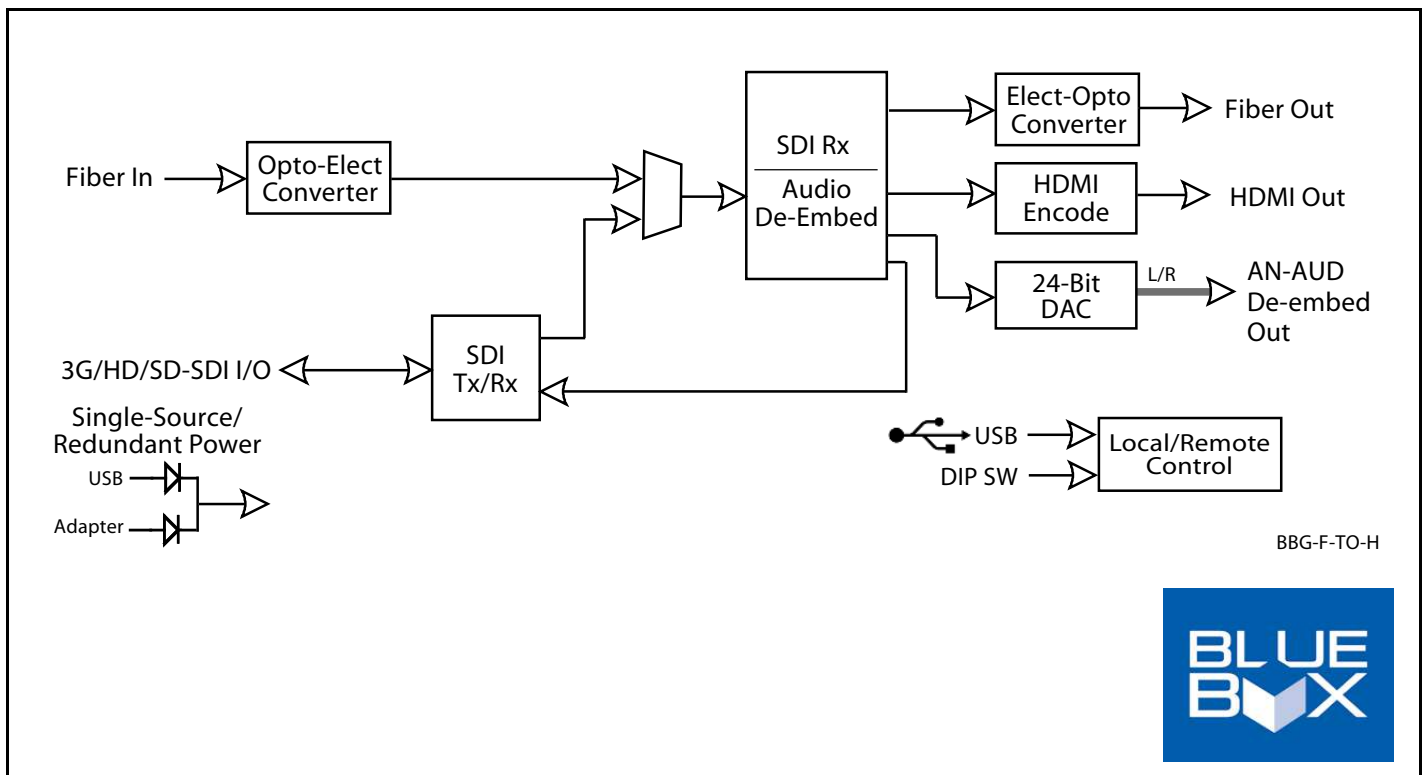 Fiber In
Opto-Elect
Converter
SDI Rx
Audio
De-Embed
Elect-Opto
Converter
Fiber Out
HDMI
Encode
HDMI Out
24-Bit
DAC
L/R
AN-AUD
De-embed
Out
3G/HD/SD-SDI I/O
SDI
Tx/Rx
Single-Source/
Redundant Power
USB
Adapter
USB
DIP SW
Local/Remote
Control
BBG-F-TO-H
BLUE
BOX